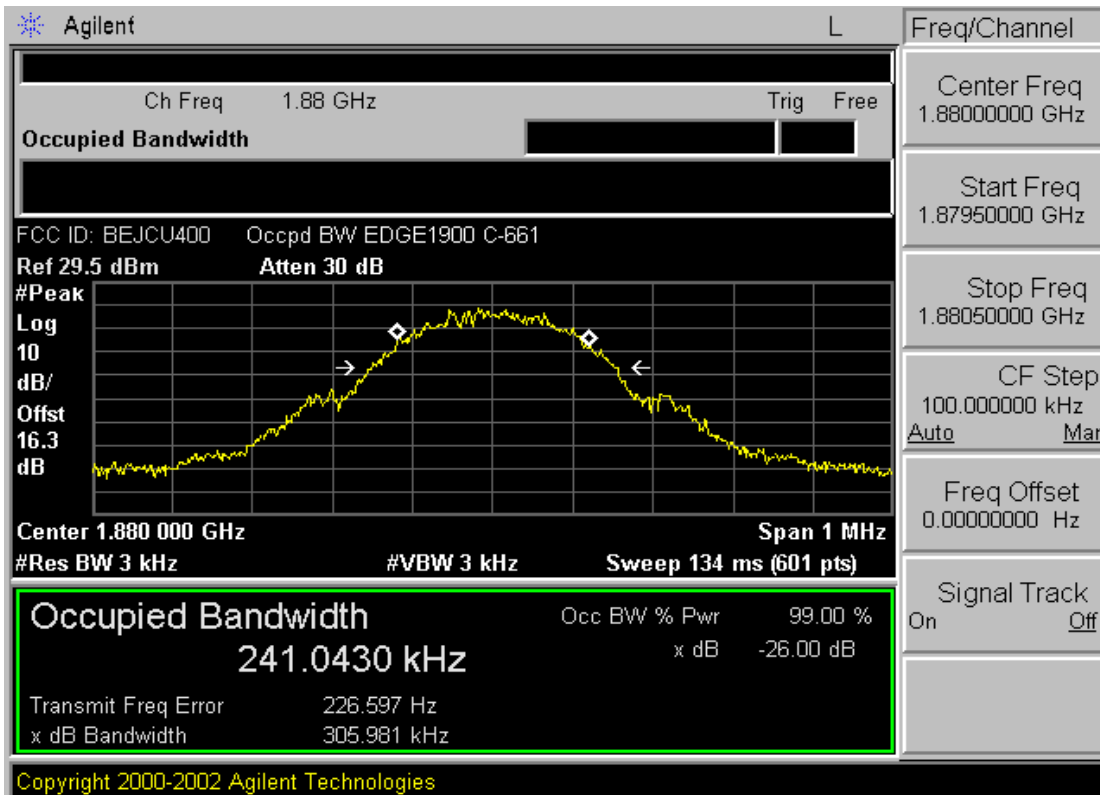 Agilent L
Ch Freq 1.88 GHz Trig Free
Occupied Bandwidth
FCC ID: BEJCU400 Occpd BW EDGE1900 C-661
Ref 29.5 dBm Atten 30 dB
#Peak
Log
10
dB/
Offst
16.3
dB
Center 1.880 000 GHz Span 1 MHz
#Res BW 3 kHz #VBW 3 kHz Sweep 134 ms (601 pts)
Occupied Bandwidth
241.0430 kHz
Occ BW % Pwr 99.00 %
x dB -26.00 dB
Transmit Freq Error 226.597 Hz
x dB Bandwidth 305.981 kHz
Copyright 2000-2002 Agilent Technologies
Freq/Channel
Center Freq
1.88000000 GHz
Start Freq
1.87950000 GHz
Stop Freq
1.88050000 GHz
CF Step
100.000000 kHz
Auto Man
Freq Offset
0.00000000 Hz
Signal Track
On Off